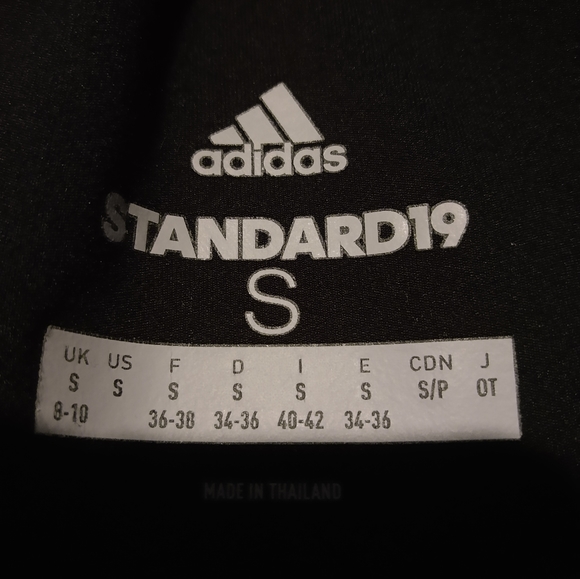 adidas
STANDARD19
S
UK US F D I E CDN J
S S S S S S S/P OT
8-10 36-38 34-36 40-42 34-36
MADE IN THAILAND